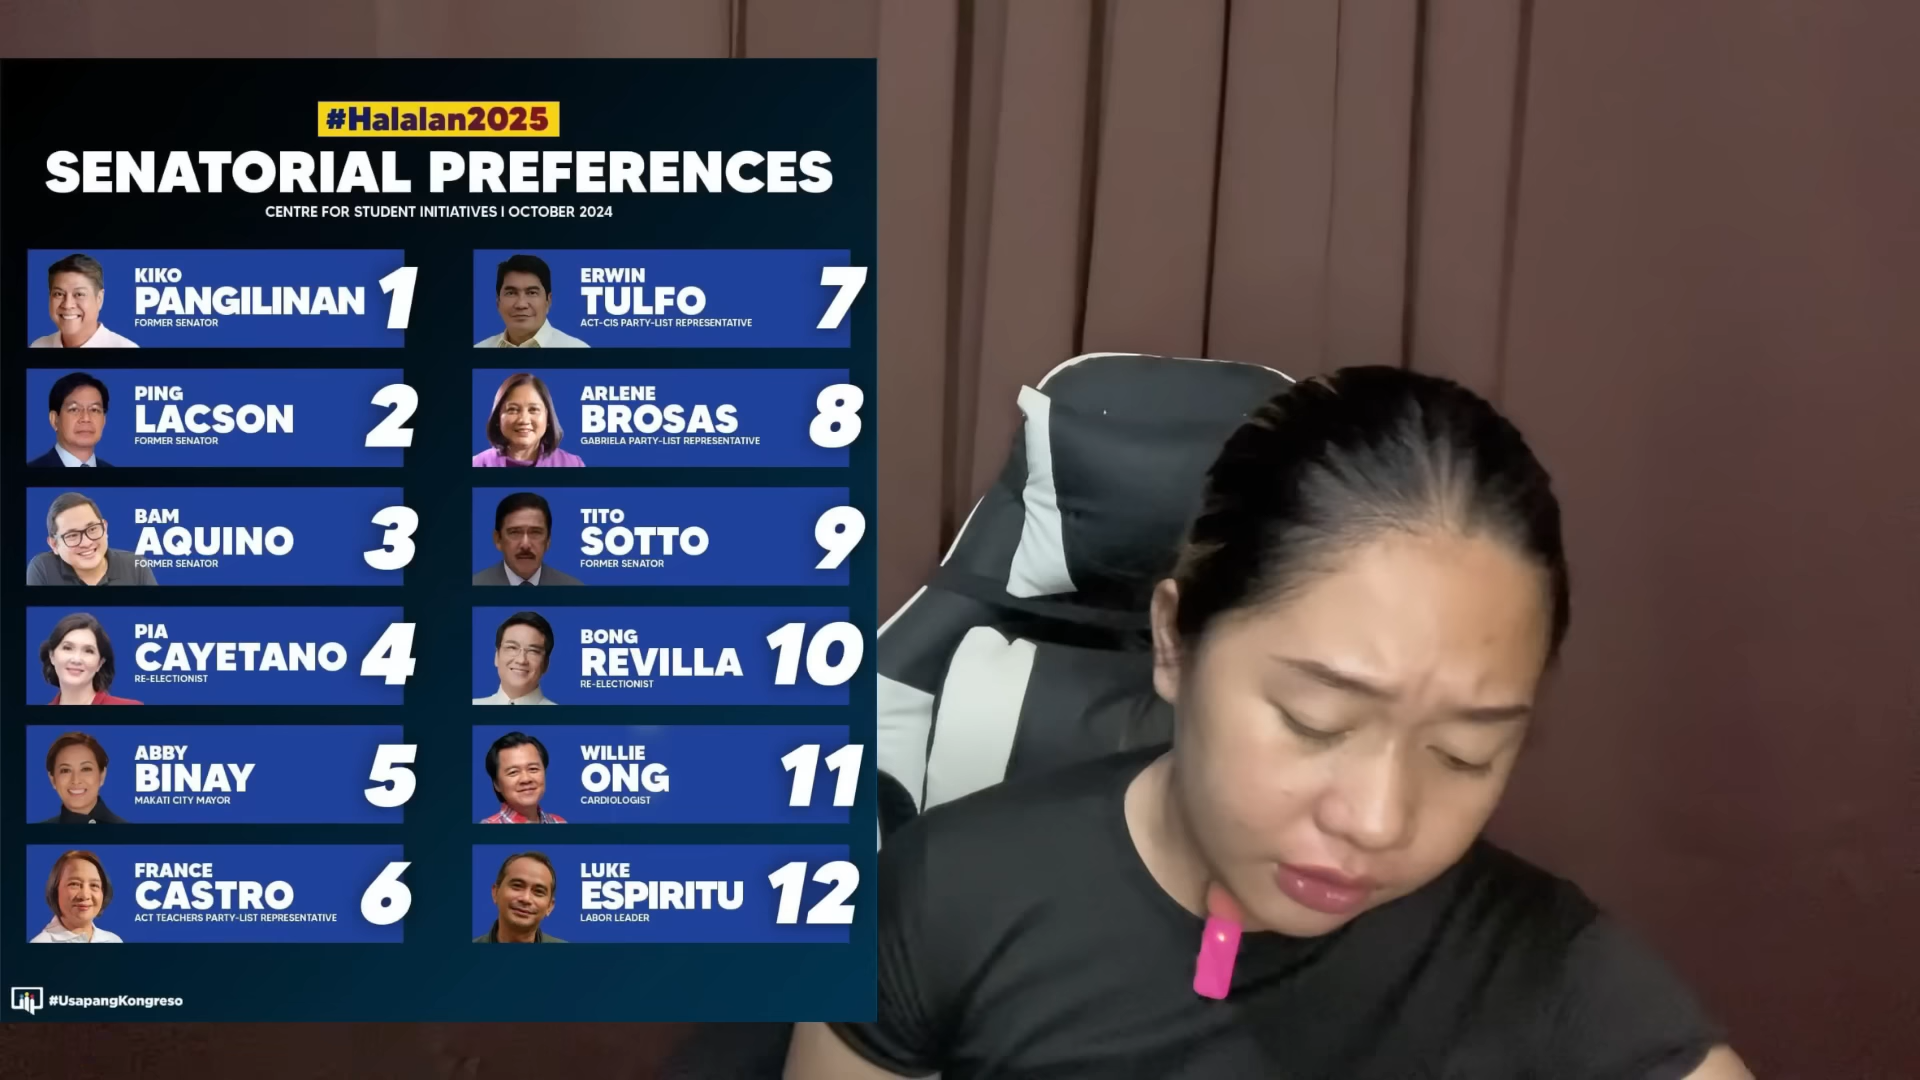 #Halalan2025
SENATORIAL PREFERENCES
CENTRE FOR STUDENT INITIATIVES | OCTOBER 2024
KIKO
PANGILINAN
FORMER SENATOR
1
PING
LACSON
FORMER SENATOR
2
BAM
AQUINO
FORMER SENATOR
3
PIA
CAYETANO
RE-ELECTIONIST
4
ABBY
BINAY
MAKATI CITY MAYOR
5
FRANCE
CASTRO
ACT TEACHERS PARTY-LIST REPRESENTATIVE
6
ERWIN
TULFO
ACT-CIS PARTY-LIST REPRESENTATIVE
7
ARLENE
BROSAS
GABRIELA PARTY-LIST REPRESENTATIVE
8
TITO
SOTTO
FORMER SENATOR
9
BONG
REVILLA
RE-ELECTIONIST
10
WILLIE
ONG
CARDIOLOGIST
11
LUKE
ESPIRITU
LABOR LEADER
12
#UsapangKongreso